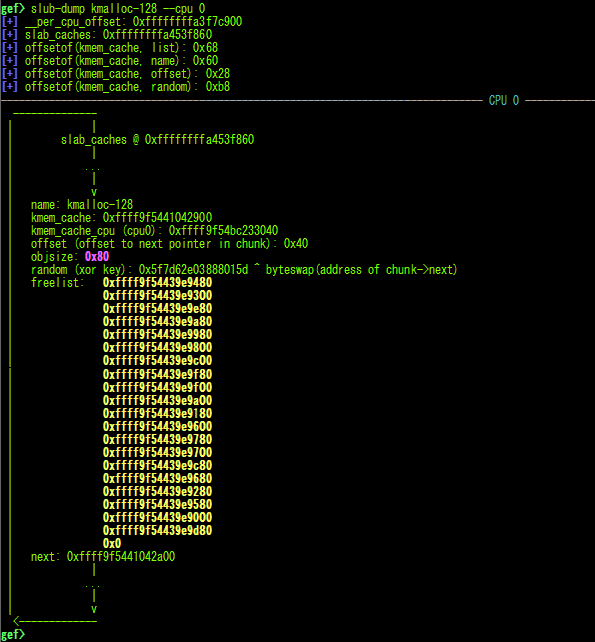 gef> slub-dump kmalloc-128 --cpu 0
[+] __per_cpu_offset: 0xffffffffa3f7c900
[+] slab_caches: 0xffffffffa453f860
[+] offsetof(kmem_cache, list): 0x68
[+] offsetof(kmem_cache, name): 0x60
[+] offsetof(kmem_cache, offset): 0x28
[+] offsetof(kmem_cache, random): 0xb8
CPU 0
slab_caches @ 0xffffffffa453f860
...
v
name: kmalloc-128
kmem_cache: 0xffff9f5441042900
kmem_cache_cpu (cpu0): 0xffff9f54bc233040
offset (offset to next pointer in chunk): 0x40
objsize: 0x80
random (xor key): 0x5f7d62e03888015d ^ byteswap(address of chunk->next)
freelist: 0xffff9f54439e9480
0xffff9f54439e9300
0xffff9f54439e9e80
0xffff9f54439e9a80
0xffff9f54439e9980
0xffff9f54439e9800
0xffff9f54439e9c00
0xffff9f54439e9f80
0xffff9f54439e9f00
0xffff9f54439e9a00
0xffff9f54439e9180
0xffff9f54439e9600
0xffff9f54439e9780
0xffff9f54439e9700
0xffff9f54439e9c80
0xffff9f54439e9680
0xffff9f54439e9280
0xffff9f54439e9580
0xffff9f54439e9000
0xffff9f54439e9d80
0x0
next: 0xffff9f5441042a00
...
v
gef>